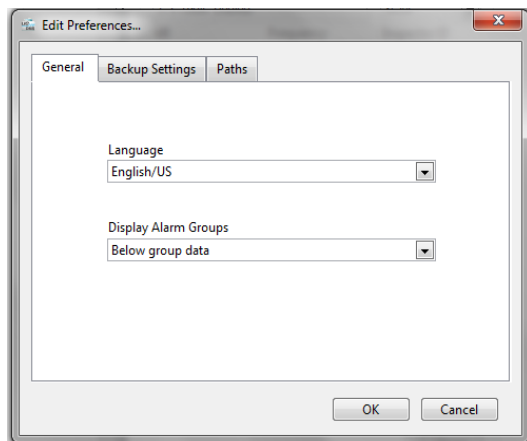 Edit Preferences...
General Backup Settings Paths
Language
English/US
Display Alarm Groups
Below group data
OK Cancel